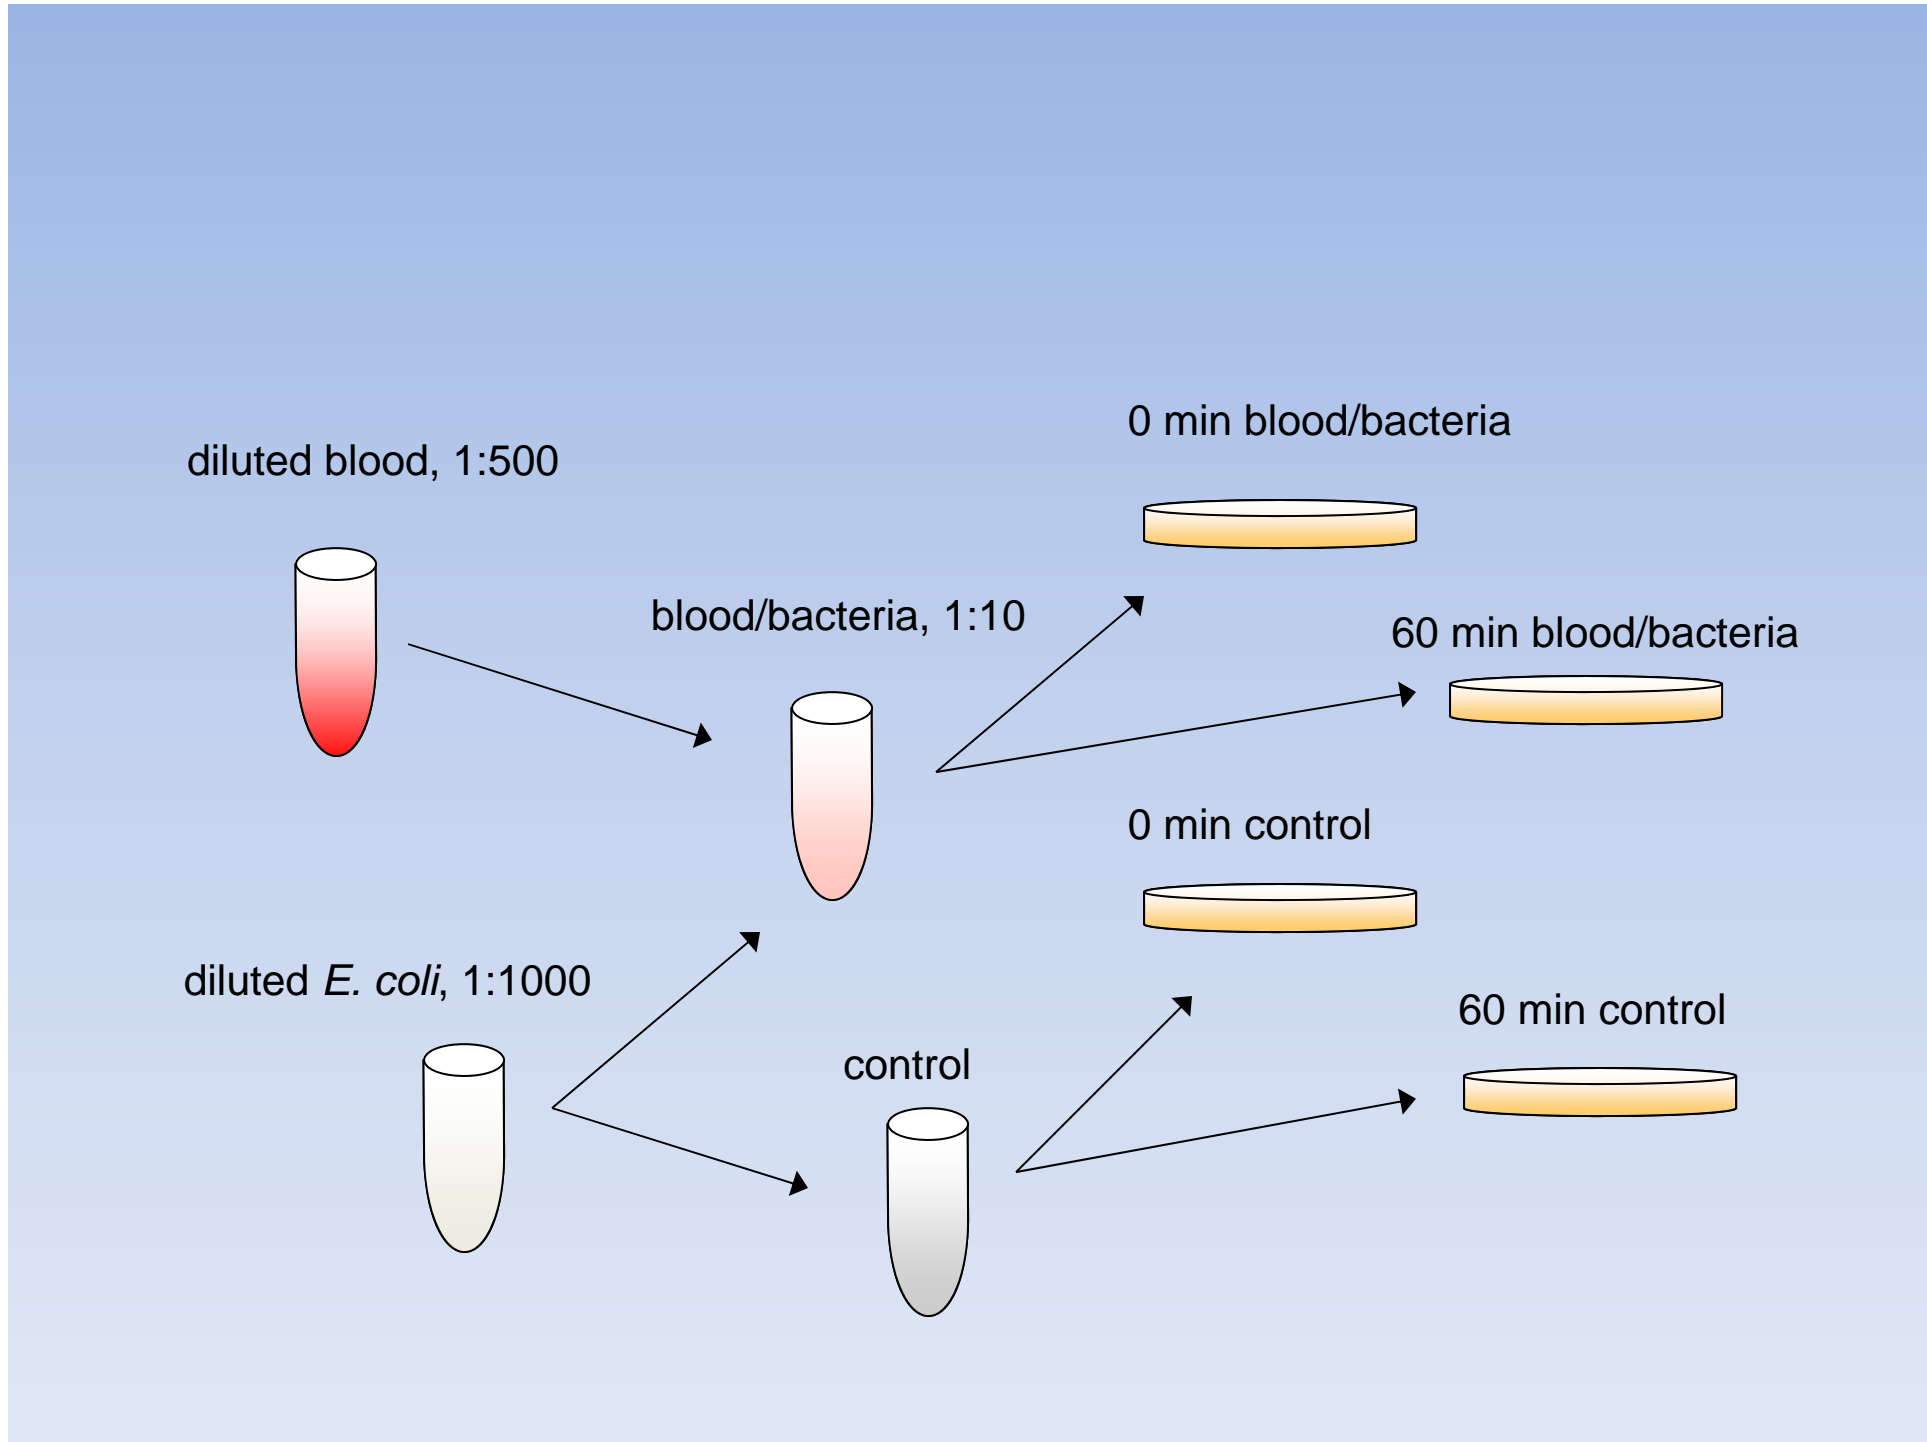 0 min blood/bacteria
diluted blood, 1:500
blood/bacteria, 1:10
60 min blood/bacteria
0 min control
diluted E. coli, 1:1000
60 min control
control